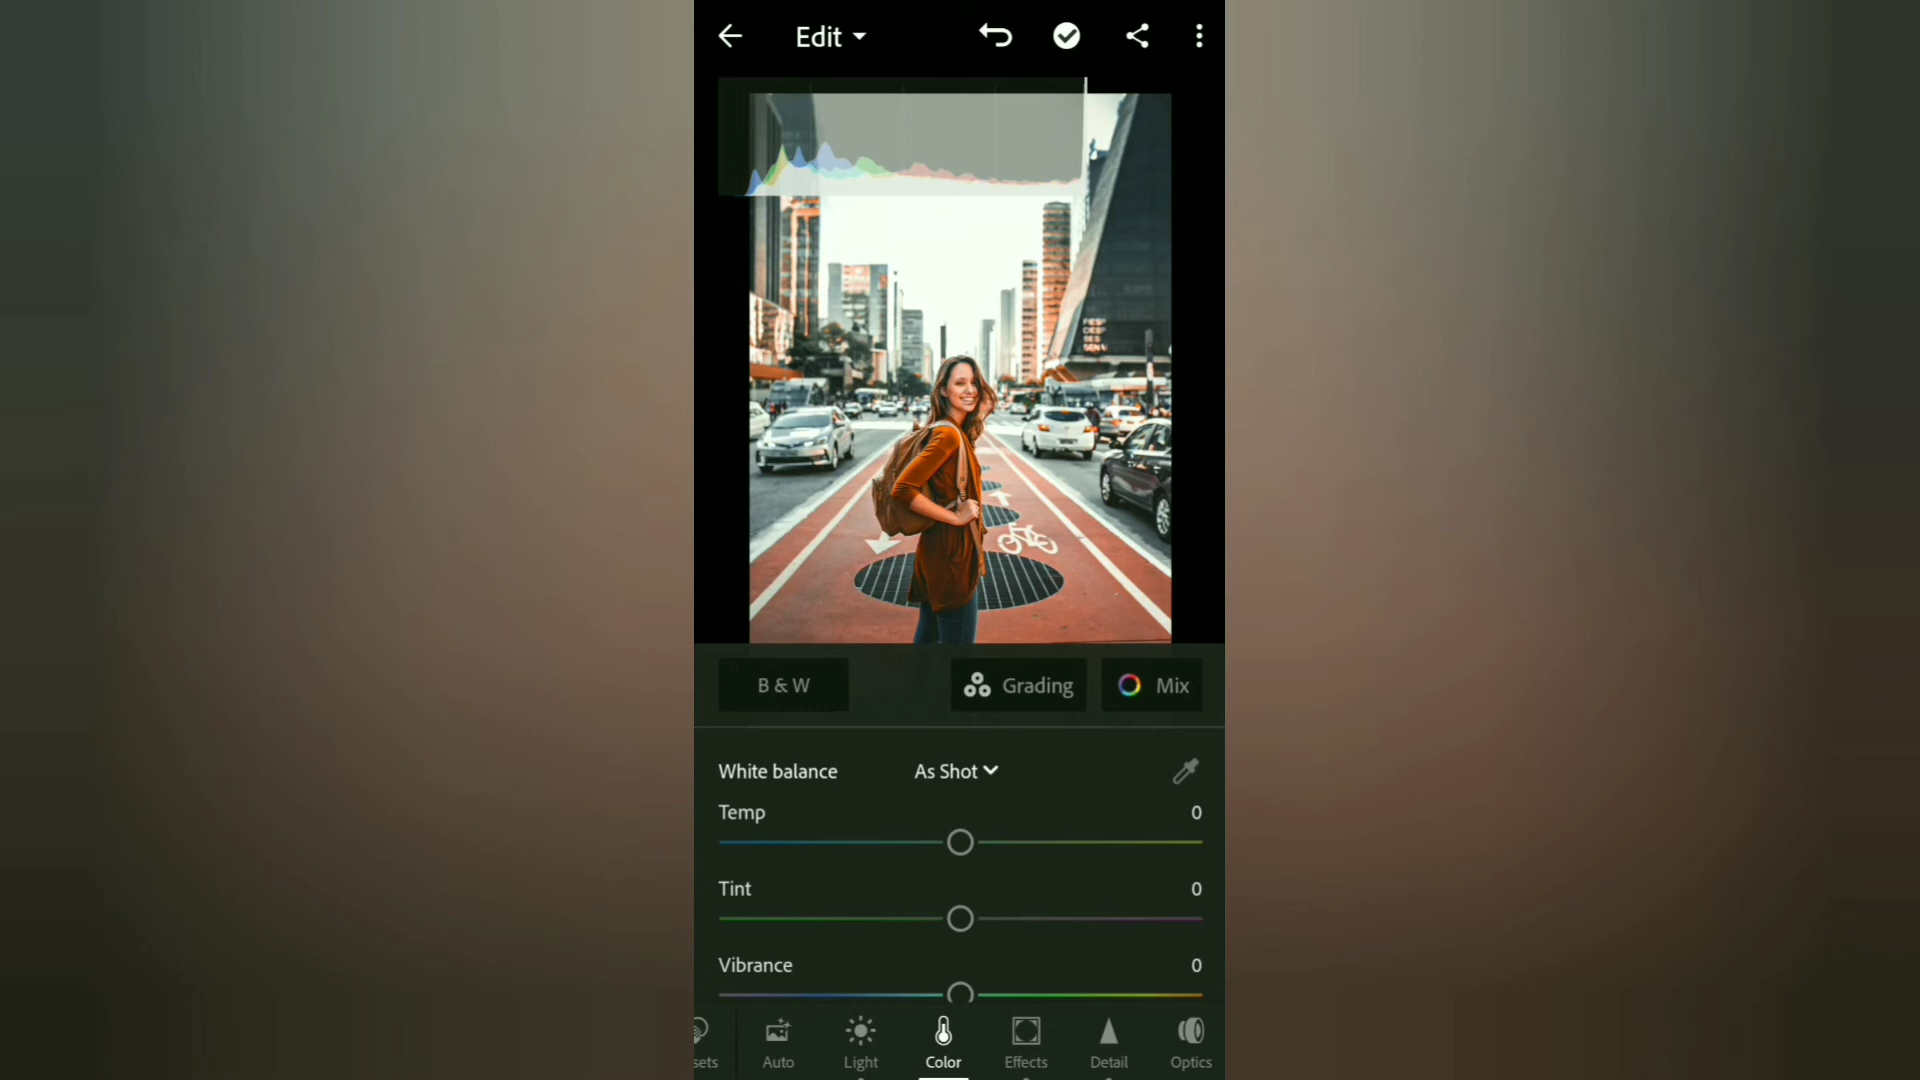 Edit
B & W
Grading
Mix
White balance
As Shot
Temp
0
Tint
0
Vibrance
0
sets
Auto
Light
Color
Effects
Detail
Optics